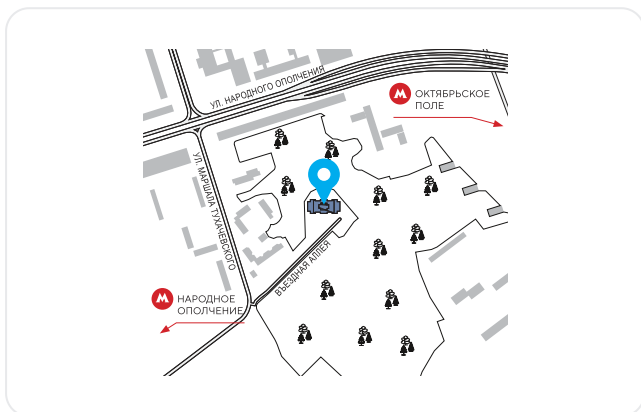 УЛ. НАРОДНОГО ОПОЛЧЕНИЯ
М ОКТЯБРЬСКОЕ
ПОЛЕ
УЛ. МАРШАЛА ТУХАЧЕВСКОГО
ВЪЕЗДНАЯ АЛЛЕЯ
М НАРОДНОЕ
ОПОЛЧЕНИЕ